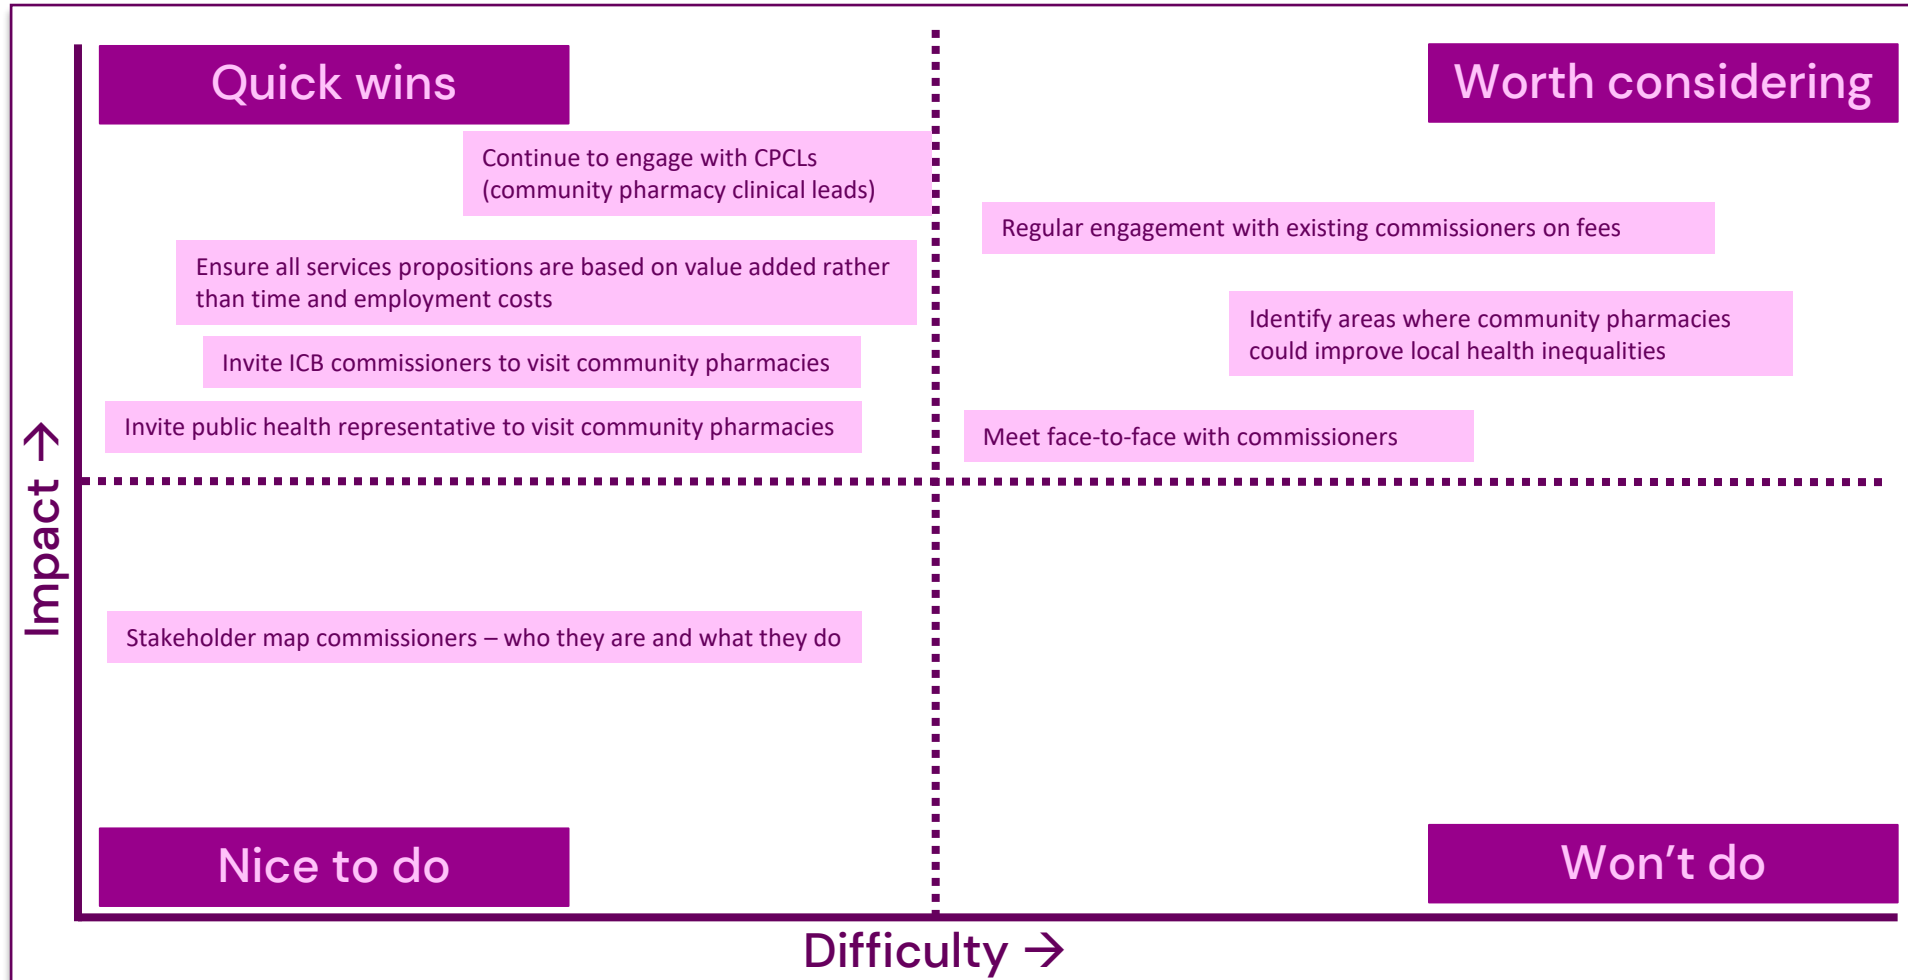 Quick wins
Worth considering
Continue to engage with CPCLs
(community pharmacy clinical leads)
Regular engagement with existing commissioners on fees
Ensure all services propositions are based on value added rather
than time and employment costs
Identify areas where community pharmacies
could improve local health inequalities
Invite ICB commissioners to visit community pharmacies
Invite public health representative to visit community pharmacies
Meet face-to-face with commissioners
Impact →
Stakeholder map commissioners – who they are and what they do
Nice to do
Won’t do
Difficulty →